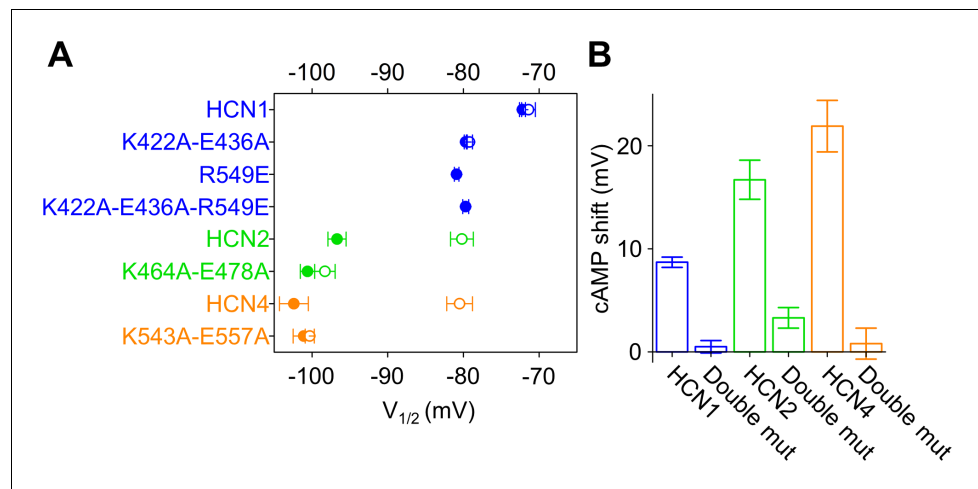 A
-100 -90 -80 -70
HCN1
K422A-E436A
R549E
K422A-E436A-R549E
HCN2
K464A-E478A
HCN4
K543A-E557A
-100 -90 -80 -70
V1/2 (mV)
B
cAMP shift (mV)
20
10
0
HCN1
Double mut
HCN2
Double mut
HCN4
Double mut